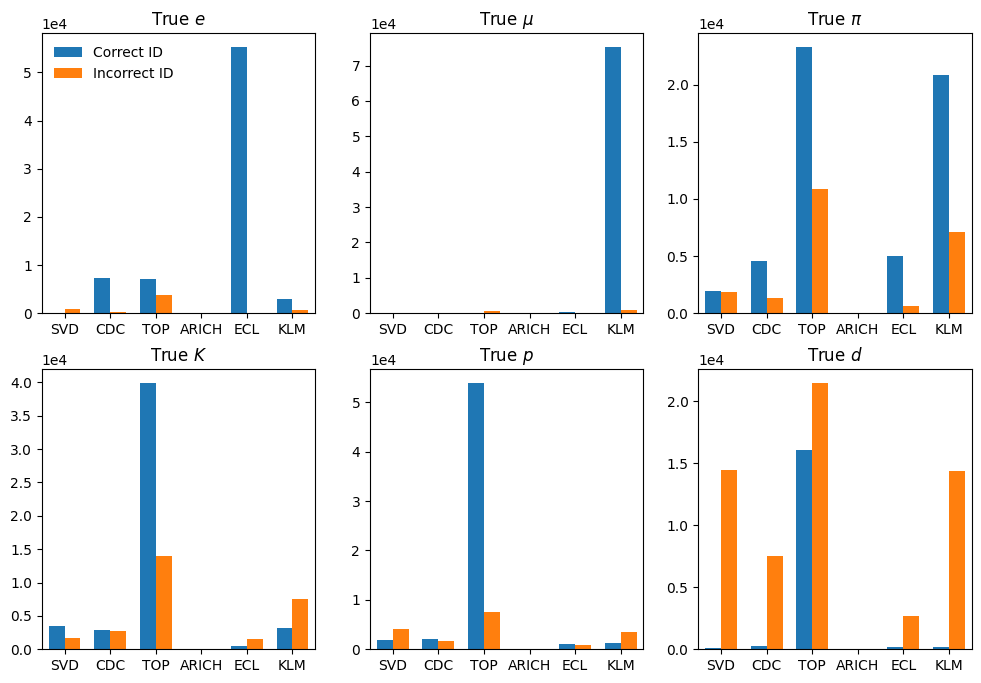 True e
1e4
Correct ID
Incorrect ID
5
4
3
2
1
0
SVD CDC TOP ARICH ECL KLM
True μ
1e4
7
6
5
4
3
2
1
0
SVD CDC TOP ARICH ECL KLM
True π
1e4
2.0
1.5
1.0
0.5
0.0
SVD CDC TOP ARICH ECL KLM
True K
1e4
4.0
3.5
3.0
2.5
2.0
1.5
1.0
0.5
0.0
SVD CDC TOP ARICH ECL KLM
True p
1e4
5
4
3
2
1
0
SVD CDC TOP ARICH ECL KLM
True d
1e4
2.0
1.5
1.0
0.5
0.0
SVD CDC TOP ARICH ECL KLM